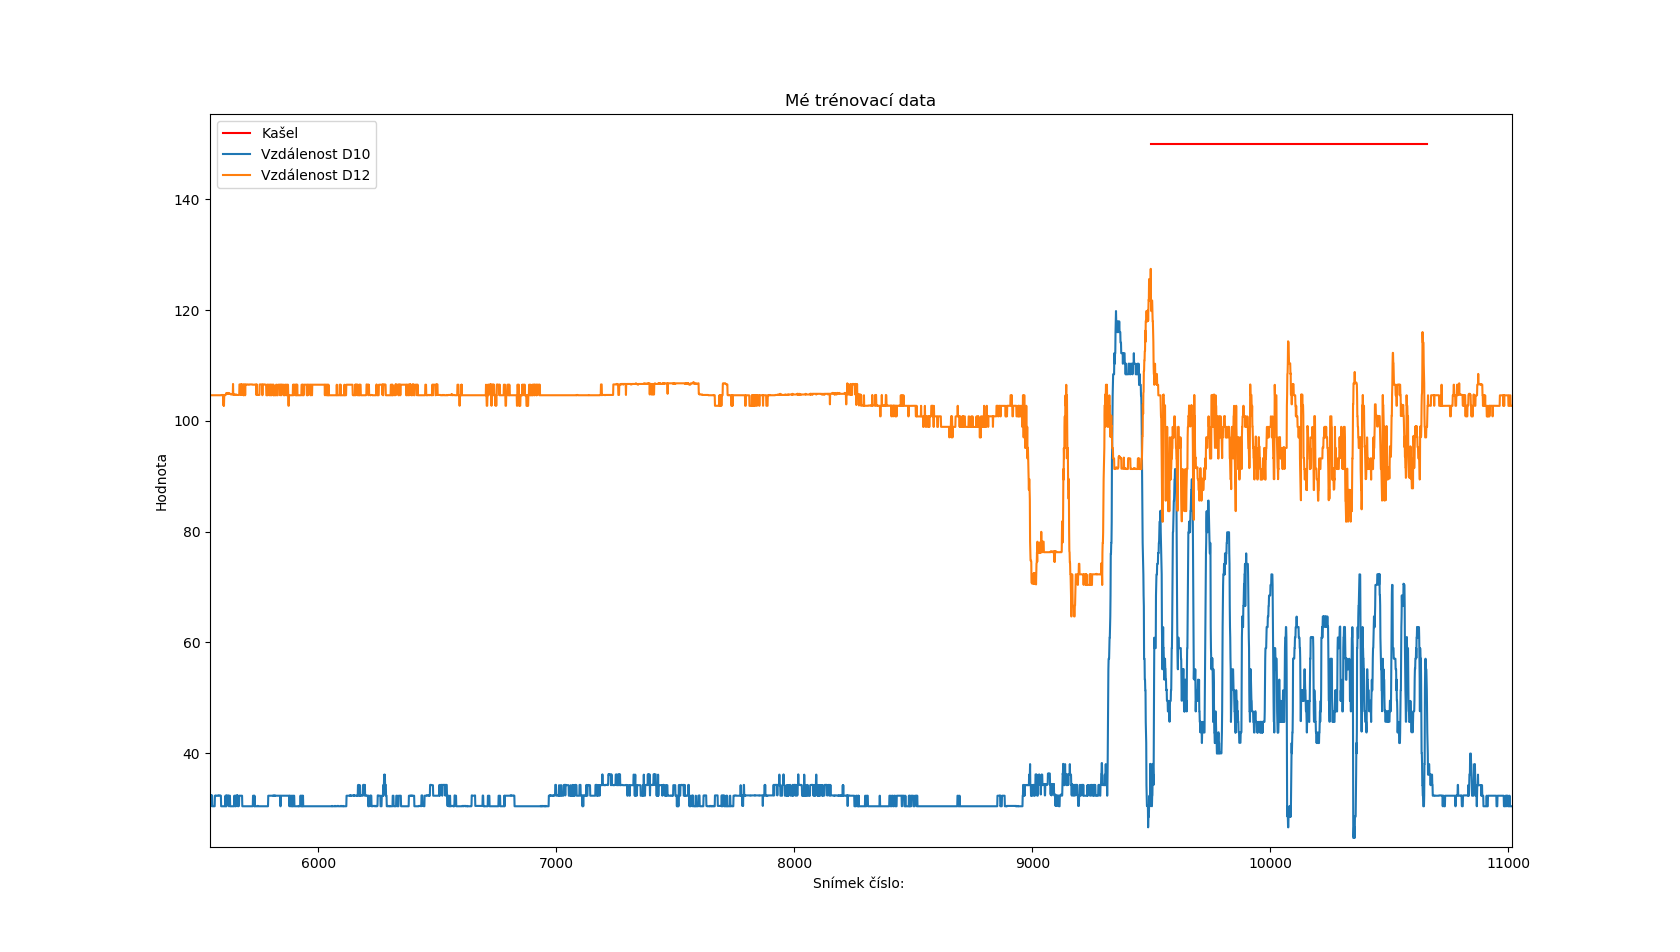 Mé trénovací data
Kašel
Vzdálenost D10
Vzdálenost D12
Hodnota
140
120
100
80
60
40
6000 7000 8000 9000 10000 11000
Snímek číslo: